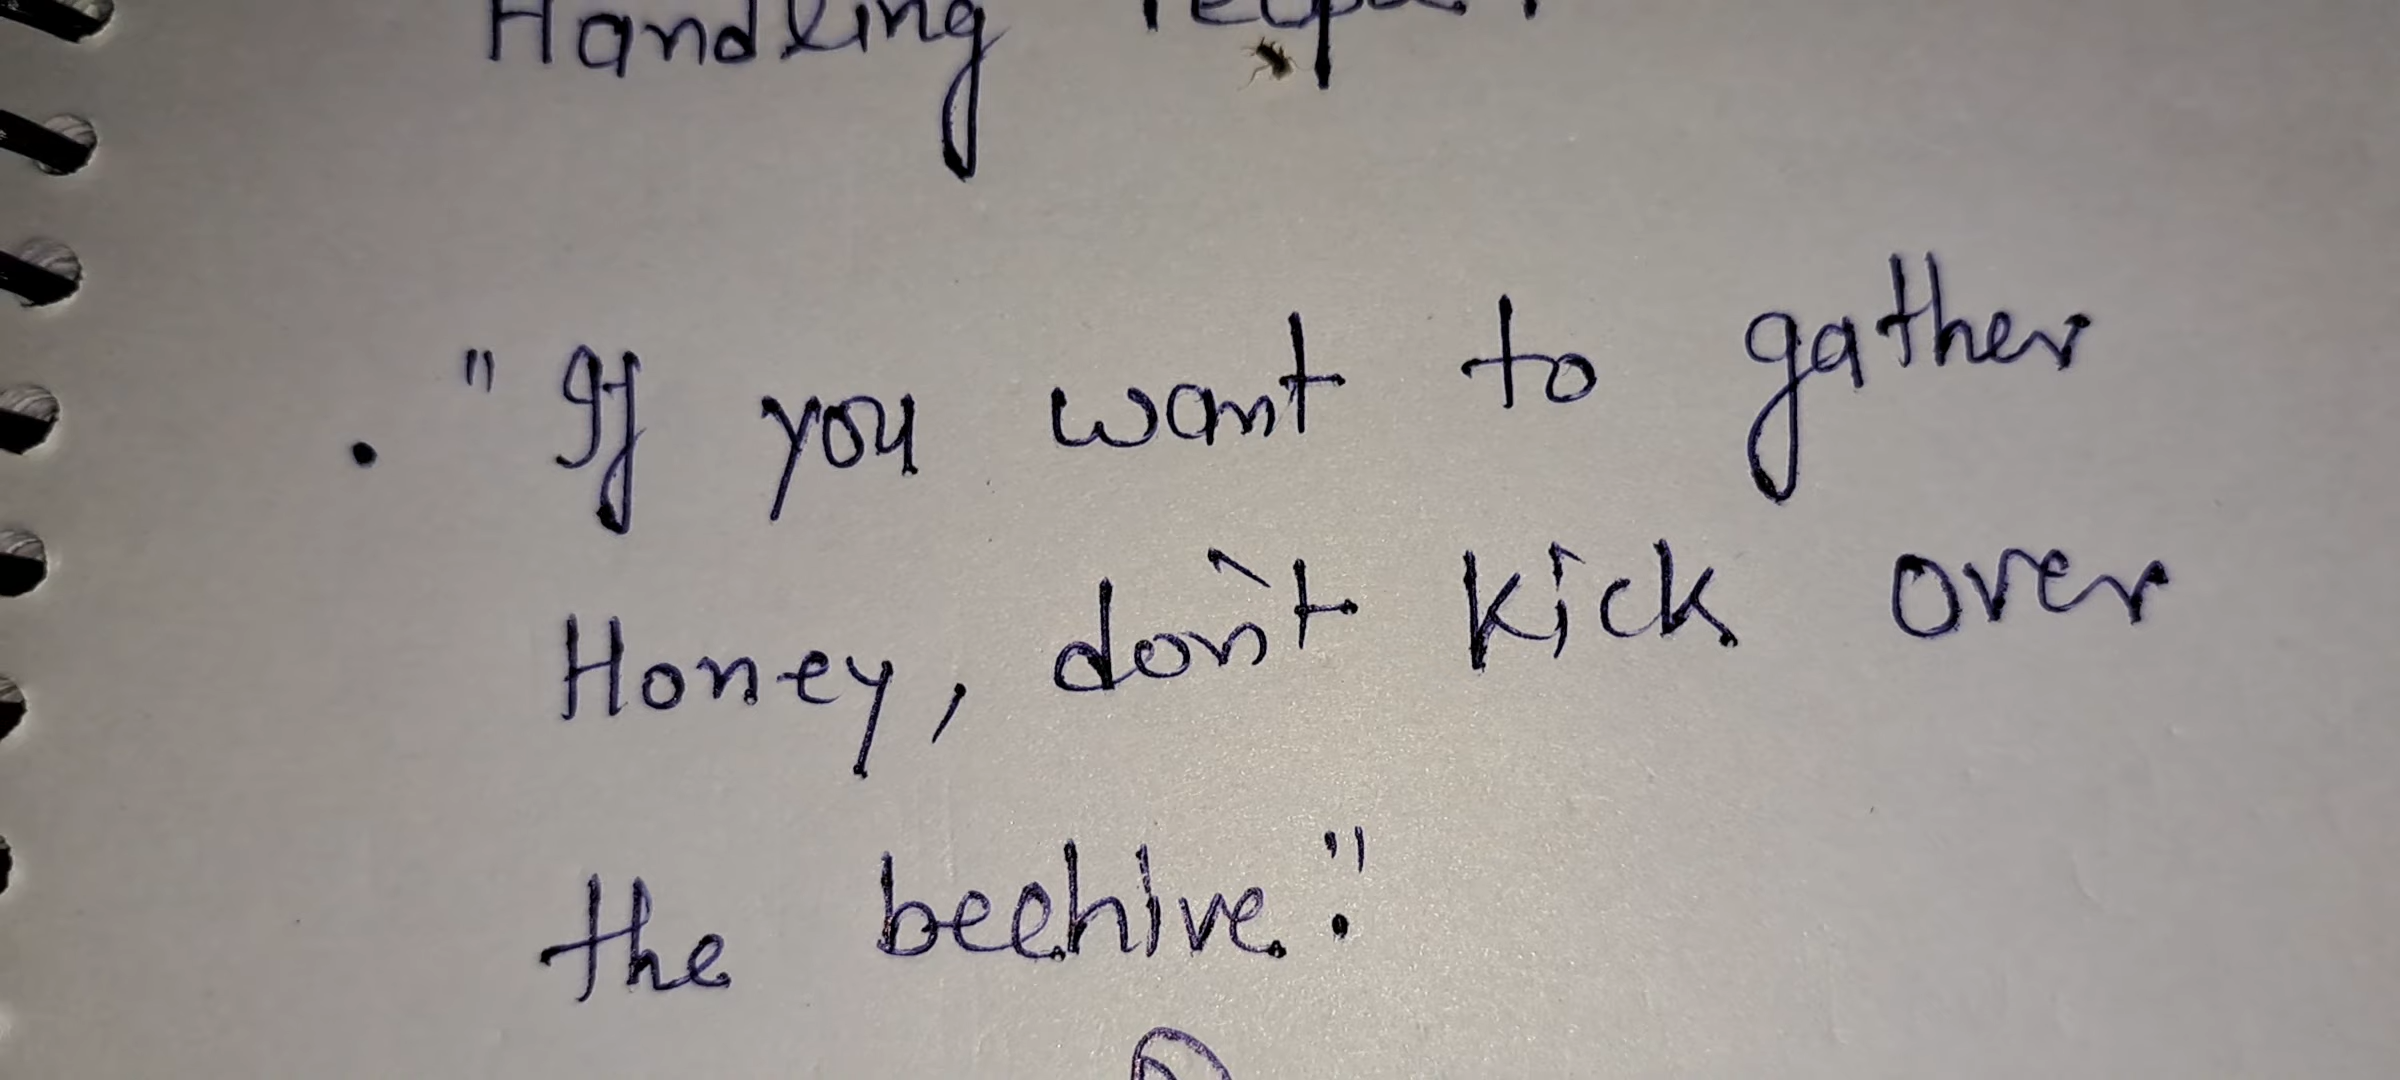 Handling
. "If you want to gather
Honey, don't kick over
the beehive."